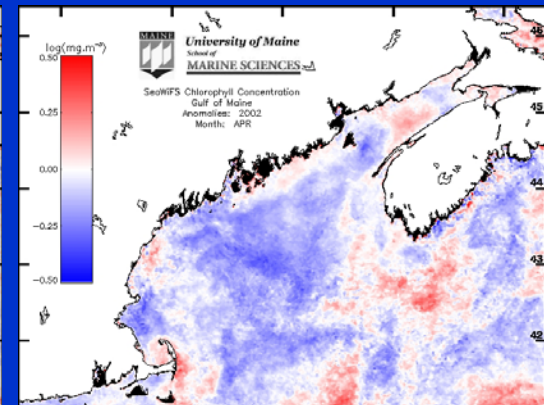 MAINE
University of Maine
School of
MARINE SCIENCES
SeaWiFS Chlorophyll Concentration
Gulf of Maine
Anomalies: 2002
Month: APR
log(mg.m⁻³)
0.50
0.25
0.00
-0.25
-0.50
46
45
44
43
42